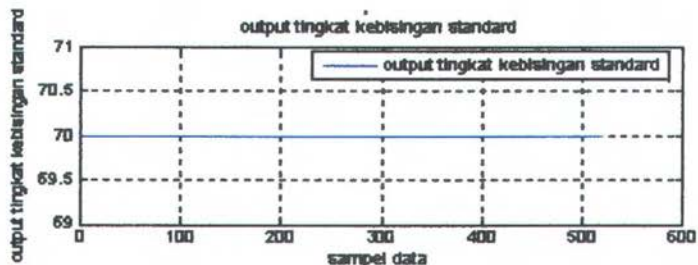 output tingkat kebisingan standard
output tingkat kebisingan standard
output tingkat kebisingan standard
71
70.5
70
69.5
69
0 100 200 300 400 500 600
sampel data